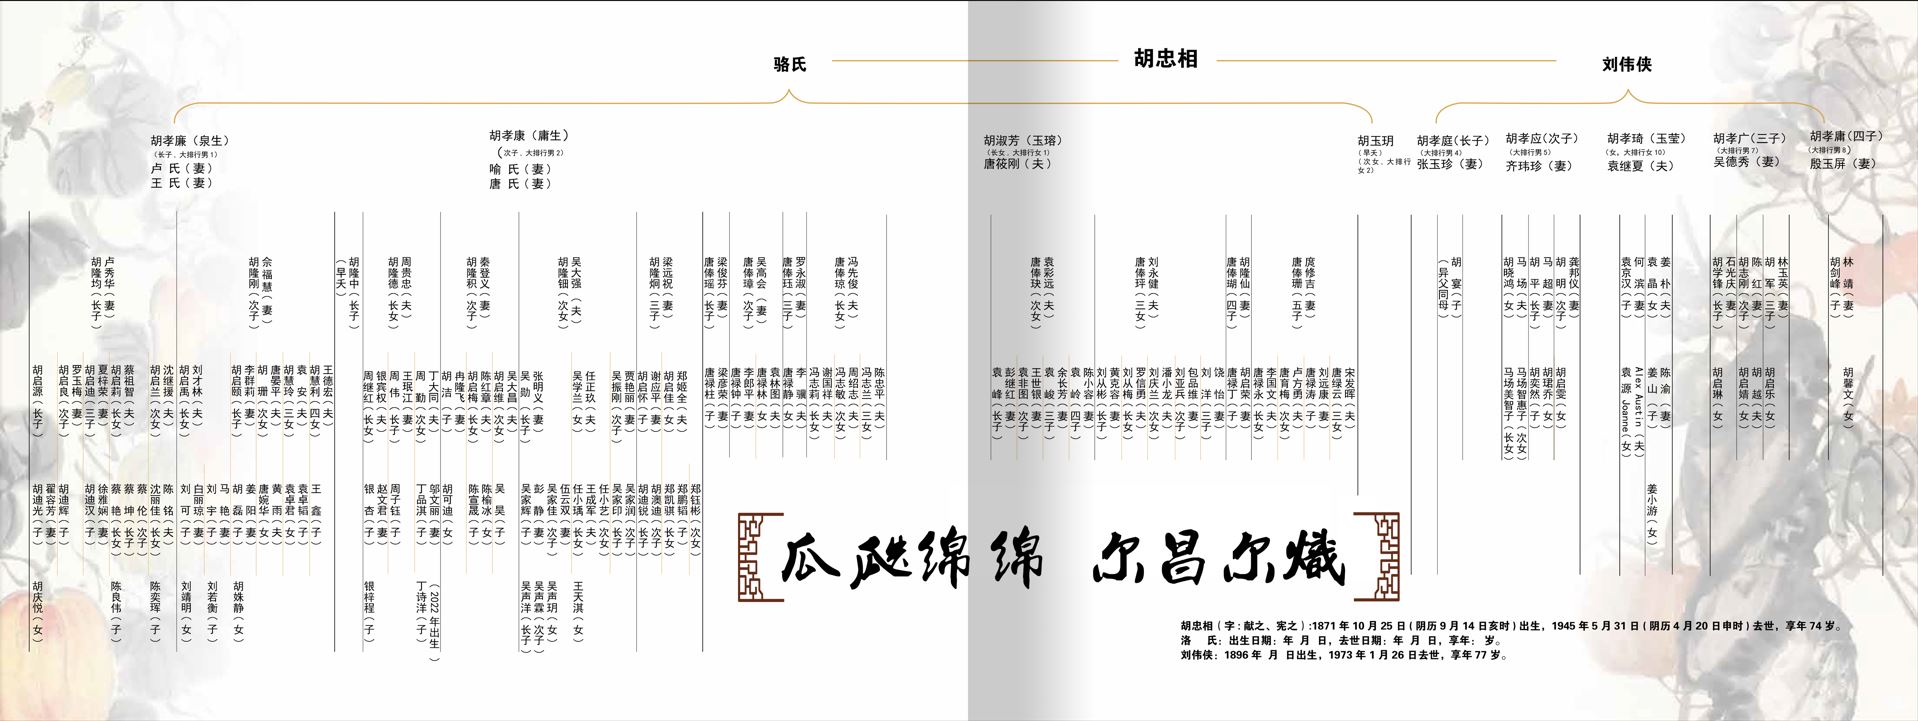 骆氏
胡忠相
刘伟侠
胡孝廉（泉生）
（长子、大排行男1）
卢 氏（妻）
王 氏（妻）
胡孝康（庸生）
（次子、大排行男2）
喻 氏（妻）
唐 氏（妻）
胡淑芳（玉瑢）
（长女、大排行女1）
唐筱刚（夫）
胡玉玥
（早夭）
（次女、大排行
女2）
胡孝庭(长子）
（大排行男4）
张玉珍（妻）
胡孝应(次子）
（大排行男5）
齐玮珍（妻）
胡孝琦（玉莹）
（女。大排行女10）
袁继夏（夫）
胡孝广(三子）
（大排行男7）
吴德秀（妻）
胡孝庸(四子）
（大排行男8）
殷玉屏（妻）
卢秀华（妻）
胡隆均（长子）
佘福慧（妻）
胡隆刚（次子）
胡隆中（长子）
（早夭）
周贵忠（夫）
胡隆德（长女）
秦登义（妻）
胡隆积（次子）
吴大强（夫）
胡隆钿（次女）
梁远祝（妻）
胡隆炯（三子）
梁俊芬（妻）
唐俸瑶（长子）
吴高会（妻）
唐俸璋（次子）
罗永淑（妻）
唐俸珏（三子）
冯先俊（夫）
唐俸琼（长女）
袁彩远（夫）
唐俸玦（次女）
刘永健（夫）
唐俸玶（三女）
胡隆仙（妻）
唐俸瑚（四子）
庹修吉（妻）
唐俸珊（五子）
胡 宴（子）
（异父同母）
马 场（夫）
胡晓鸿（女）
马 超（妻）
胡 平（长子）
龚邦仪（妻）
胡 明（次子）
何 滨（妻）
袁京汉（子）
姜 朴（夫）
袁 晶（女）
石光庆（妻）
胡学锋（长子）
陈 红（妻）
胡志刚（次子）
林玉英（妻）
胡 军（三子）
林 靖（妻）
胡剑峰（子）
胡启源（长子）
胡启良（次子）
罗玉梅（妻）
胡启迪（三子）
夏梓荣（妻）
胡启莉（长女）
蔡祖智（夫）
胡启兰（次女）
沈继援（夫）
胡启禹（长女）
刘才林（夫）
胡启颐（长子）
李群莉（妻）
胡 珊（次女）
唐晏平（夫）
胡慧玲（三女）
袁 安（夫）
胡慧利（四女）
王德宏（夫）
周继红（长女）
银宾权（夫）
周 伟（长子）
王珉江（妻）
周 勤（次女）
丁大同（夫）
胡 洁（子）
冉隆飞（妻）
胡启梅（长女）
陈红章（夫）
胡启维（次女）
吴大昌（夫）
吴 勋（长子）
张明义（妻）
吴学兰（女）
任正玖（夫）
吴振刚（次子）
贾艳丽（妻）
胡启怀（子）
谢应平（妻）
胡启佳（女）
郑姬全（夫）
唐禄柱（子）
梁彦荣（妻）
唐禄钟（子）
李郎平（妻）
唐禄林（女）
袁林图（夫）
唐禄静（女）
李 骥（夫）
冯志莉（长女）
谢国祥（夫）
冯志敏（次女）
周绍志（夫）
冯志兰（三女）
陈忠平（夫）
袁 峰（长子）
彭继红（妻）
袁非图（次子）
王世银（妻）
袁 峻（三子）
余长芳（妻）
袁 岭（四子）
陈小容（妻）
刘从彬（长子）
黄克容（妻）
刘从梅（长女）
罗信勇（夫）
刘庆兰（次女）
潘小龙（夫）
刘亚兵（次子）
包品维（妻）
刘 洋（三子）
饶 怡（妻）
唐禄丁（子）
胡启荣（妻）
唐禄永（长女）
李国文（夫）
唐育梅（次女）
卢方勇（夫）
唐禄涛（子）
刘远康（妻）
唐绿云（三女）
宋发晖（夫）
马场美智子（长女）
马场智惠子（次女）
胡奕然（子）
胡珺乔（女）
胡启雯（女）
袁 源 Joanne（女）
Alex Austin（夫）
姜 山（子）
陈 渝（妻）
胡启琳（女）
胡启婧（女）
胡 越（夫）
胡启乐（女）
胡馨文（女）
胡迪光（子）
翟容芳（妻）
胡迪辉（子）
胡迪汉（子）
徐雅娴（妻）
蔡 艳（长女）
蔡 坤（长子）
蔡 伦（次子）
沈丽佳（长女）
陈 铭（夫）
刘 可（子）
白丽琼（妻）
刘 宇（子）
马 艳（妻）
胡 磊（子）
姜 阳（妻）
唐婉华（女）
黄 雨（夫）
袁卓君（女）
袁卓韬（子）
王 鑫（子）
银 杏（子）
赵文君（妻）
周子钰（子）
丁品淇（子）
邬文丽（妻）
胡可迪（女）
陈宣晟（子）
陈榆冰（女）
吴 昊（子）
吴家辉（子）
彭 静（妻）
吴家佳（次子）
伍云双（妻）
任小璃（长女）
王成军（夫）
任小艺（次女）
吴家印（长子）
吴家润（次子）
胡迪锐（长子）
胡澳迪（次子）
郑凯骐（长女）
郑鹏韬（子）
郑钰彬（次女）
姜小游（女）
胡庆悦（女）
陈良伟（子）
陈奕珲（子）
刘靖明（女）
刘若衡（子）
胡姝静（女）
银梓程（子）
丁诗洋（子）
（2022年出生）
吴声洋（长子）
吴声霖（次子）
吴声玥（女）
王天淇（女）
瓜瓞绵绵 尔昌尔熾
胡忠相（字：献之、宪之）:1871年10月25日(阴历9月14日亥时)出生，1945年5月31日(阴历4月20日申时)去世，享年74岁。
洛 氏：出生日期： 年 月 日，去世日期： 年 月 日，享年： 岁。
刘伟侠：1896年 月 日出生，1973年1月26日去世，享年77岁。